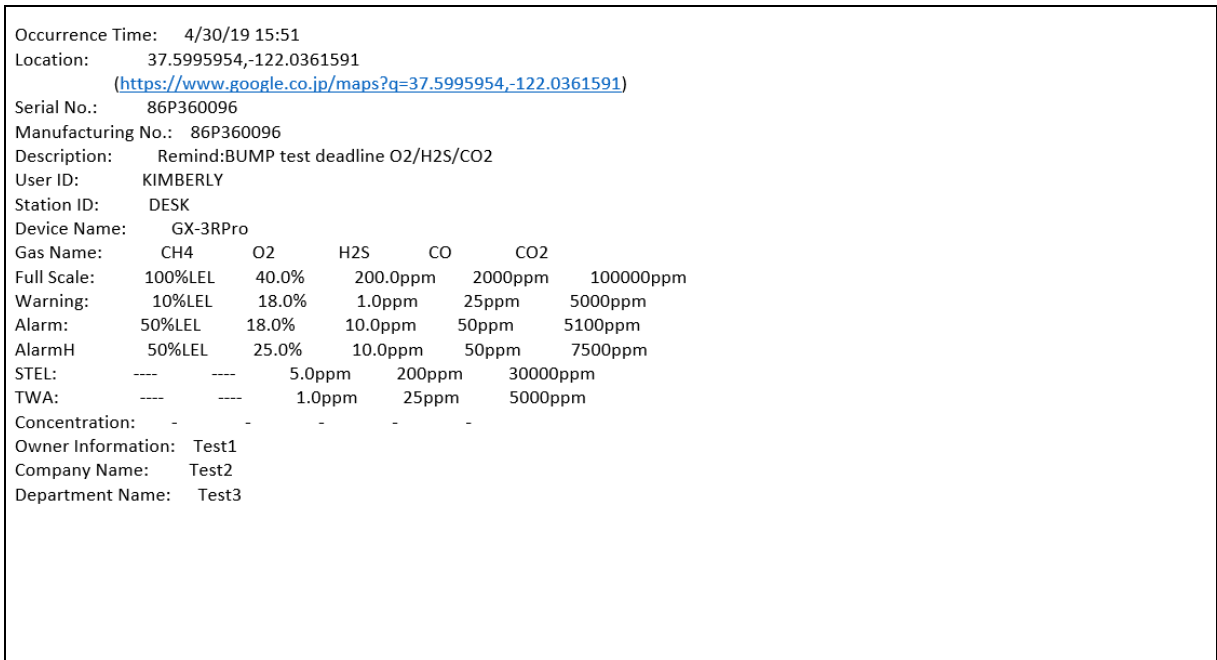 Occurrence Time: 4/30/19 15:51
Location: 37.5995954,-122.0361591
(https://www.google.co.jp/maps?q=37.5995954,-122.0361591)
Serial No.: 86P360096
Manufacturing No.: 86P360096
Description: Remind:BUMP test deadline O2/H2S/CO2
User ID: KIMBERLY
Station ID: DESK
Device Name: GX-3RPro
Gas Name: CH4 O2 H2S CO CO2
Full Scale: 100%LEL 40.0% 200.0ppm 2000ppm 100000ppm
Warning: 10%LEL 18.0% 1.0ppm 25ppm 5000ppm
Alarm: 50%LEL 18.0% 10.0ppm 50ppm 5100ppm
AlarmH 50%LEL 25.0% 10.0ppm 50ppm 7500ppm
STEL: ---- ---- 5.0ppm 200ppm 30000ppm
TWA: ---- ---- 1.0ppm 25ppm 5000ppm
Concentration: - - - - -
Owner Information: Test1
Company Name: Test2
Department Name: Test3